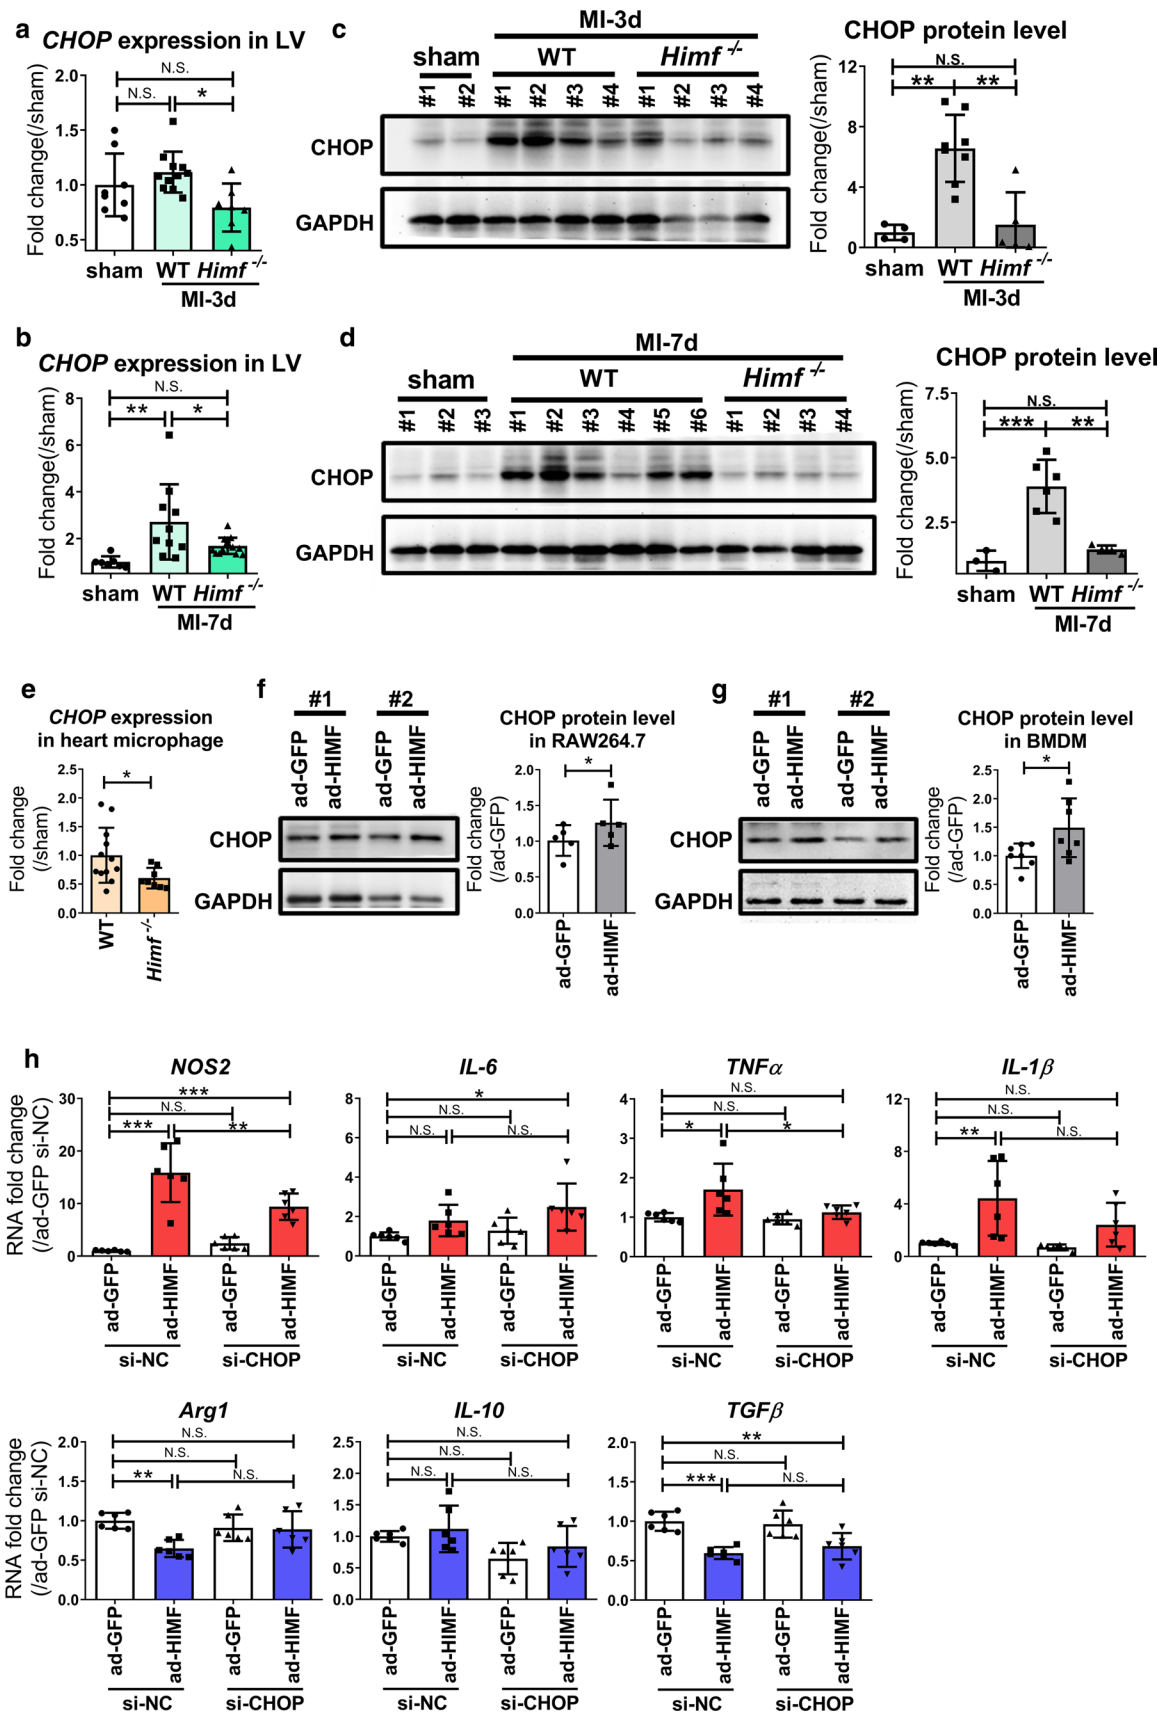 a
CHOP expression in LV
N.S.
N.S. *
Fold change(/sham)
2.0
1.5
1.0
0.5
sham WT Himf -/-
MI-3d
c
MI-3d
sham WT Himf -/-
#1 #2 #1 #2 #3 #4 #1 #2 #3 #4
CHOP
GAPDH
CHOP protein level
N.S.
** **
Fold change(/sham)
12
8
4
0
sham WT Himf -/-
MI-3d
b
CHOP expression in LV
N.S.
** *
Fold change(/sham)
8
6
4
2
sham WT Himf -/-
MI-7d
d
MI-7d
sham WT Himf -/-
#1 #2 #3 #1 #2 #3 #4 #5 #6 #1 #2 #3 #4
CHOP
GAPDH
CHOP protein level
N.S.
*** **
Fold change(/sham)
7.5
5.0
2.5
sham WT Himf -/-
MI-7d
e
CHOP expression
in heart microphage
*
Fold change
(/sham)
2.5
2.0
1.5
1.0
0.5
0.0
WT Himf -/-
f
#1 #2
ad-GFP ad-HIMF ad-GFP ad-HIMF
CHOP
GAPDH
CHOP protein level
in RAW264.7
*
Fold change
(/ad-GFP)
2.0
1.5
1.0
0.5
0.0
ad-GFP ad-HIMF
g
#1 #2
ad-GFP ad-HIMF ad-GFP ad-HIMF
CHOP
GAPDH
CHOP protein level
in BMDM
*
Fold change
(/ad-GFP)
2.5
2.0
1.5
1.0
0.5
0.0
ad-GFP ad-HIMF
h
NOS2
***
N.S.
*** **
RNA fold change
(/ad-GFP si-NC)
30
20
10
0
ad-GFP ad-HIMF ad-GFP ad-HIMF
si-NC si-CHOP
IL-6
*
N.S.
N.S. N.S.
8
6
4
2
0
ad-GFP ad-HIMF ad-GFP ad-HIMF
si-NC si-CHOP
TNFα
N.S.
N.S.
* *
4
3
2
1
0
ad-GFP ad-HIMF ad-GFP ad-HIMF
si-NC si-CHOP
IL-1β
N.S.
N.S.
** N.S.
12
8
4
0
ad-GFP ad-HIMF ad-GFP ad-HIMF
si-NC si-CHOP
Arg1
N.S.
N.S.
** N.S.
RNA fold change
(/ad-GFP si-NC)
2.0
1.5
1.0
0.5
0.0
ad-GFP ad-HIMF ad-GFP ad-HIMF
si-NC si-CHOP
IL-10
N.S.
N.S.
N.S. N.S.
2.5
2.0
1.5
1.0
0.5
0.0
ad-GFP ad-HIMF ad-GFP ad-HIMF
si-NC si-CHOP
TGFβ
**
N.S.
*** N.S.
2.0
1.5
1.0
0.5
0.0
ad-GFP ad-HIMF ad-GFP ad-HIMF
si-NC si-CHOP